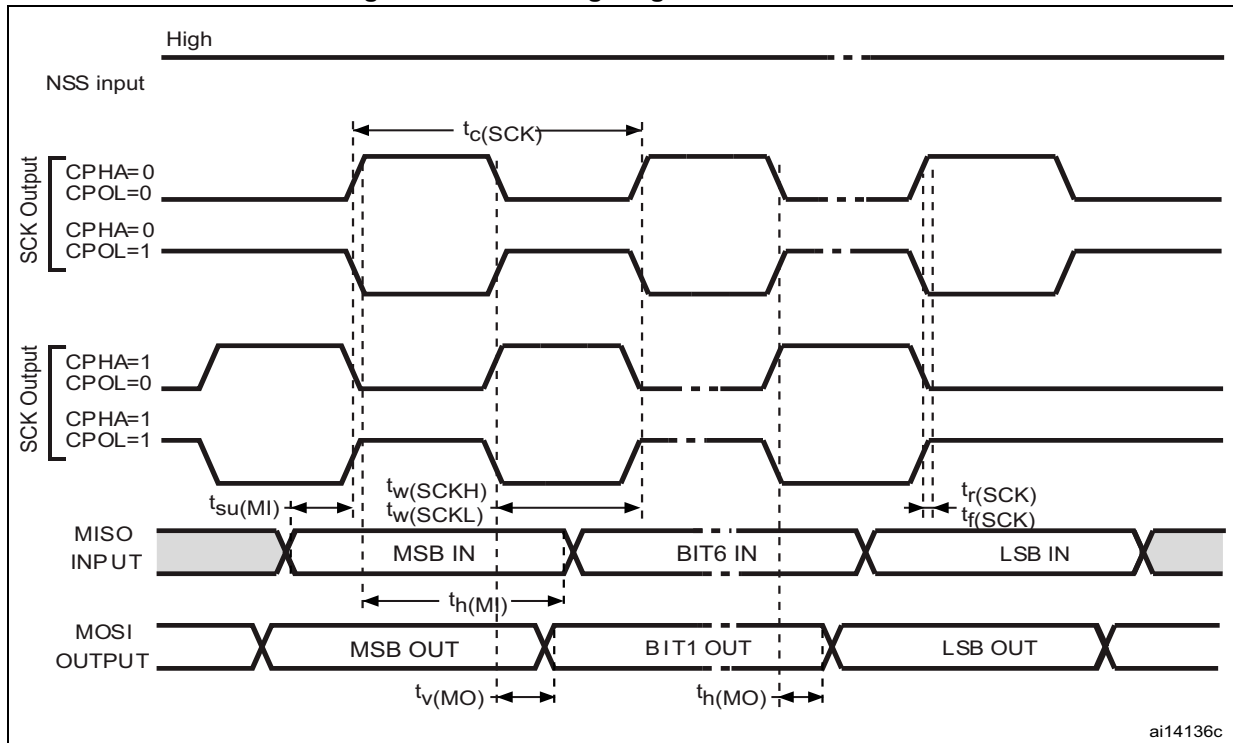 High
NSS input
tc(SCK)
SCK Output
CPHA=0
CPOL=0
CPHA=0
CPOL=1
SCK Output
CPHA=1
CPOL=0
CPHA=1
CPOL=1
tsu(MI)
tw(SCKH)
tw(SCKL)
tr(SCK)
tf(SCK)
MISO
INPUT
MSB IN
BIT6 IN
LSB IN
th(MI)
MOSI
OUTPUT
MSB OUT
BIT1 OUT
LSB OUT
tv(MO)
th(MO)
ai14136c